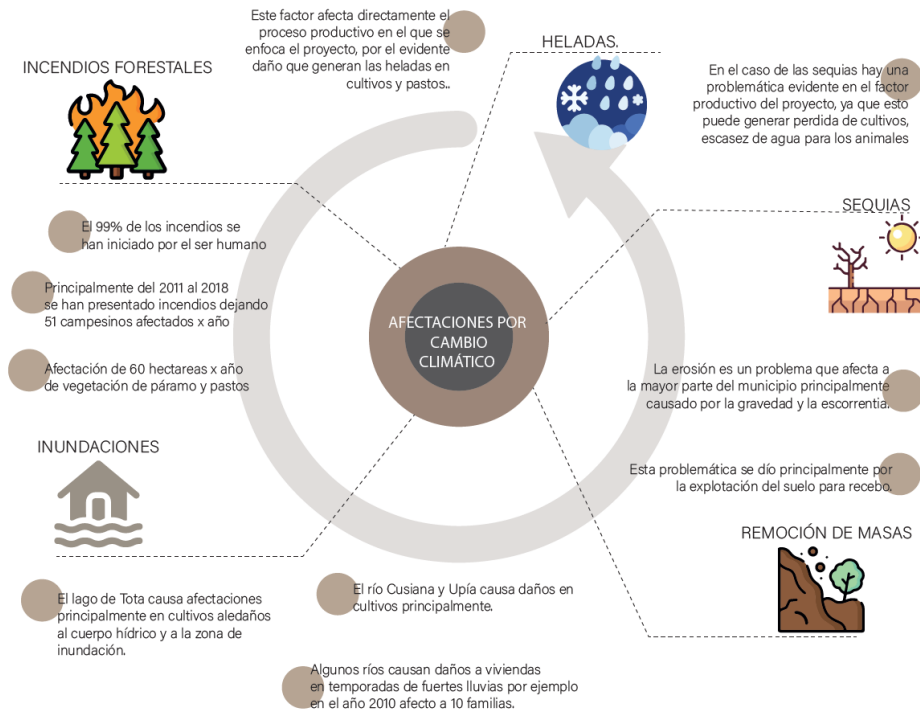 Este factor afecta directamente el
proceso productivo en el que se
enfoca el proyecto, por el evidente
daño que generan las heladas en
cultivos y pastos..
HELADAS.
INCENDIOS FORESTALES
En el caso de las sequias hay una
problemática evidente en el factor
productivo del proyecto, ya que esto
puede generar perdida de cultivos,
escasez de agua para los animales
SEQUIAS
El 99% de los incendios se
han iniciado por el ser humano
Principalmente del 2011 al 2018
se han presentado incendios dejando
51 campesinos afectados x año
Afectación de 60 hectareas x año
de vegetación de páramo y pastos
AFECTACIONES POR
CAMBIO
CLIMÁTICO
La erosión es un problema que afecta a
la mayor parte del municipio principalmente
causado por la gravedad y la escorrentia.
Esta problemática se dío principalmente por
la explotación del suelo para recebo.
INUNDACIONES
REMOCIÓN DE MASAS
El lago de Tota causa afectaciones
principalmente en cultivos aledaños
al cuerpo hídrico y a la zona de
inundación.
El río Cusiana y Upía causa daños en
cultivos principalmente.
Algunos ríos causan daños a viviendas
en temporadas de fuertes lluvias por ejemplo
en el año 2010 afecto a 10 familias.